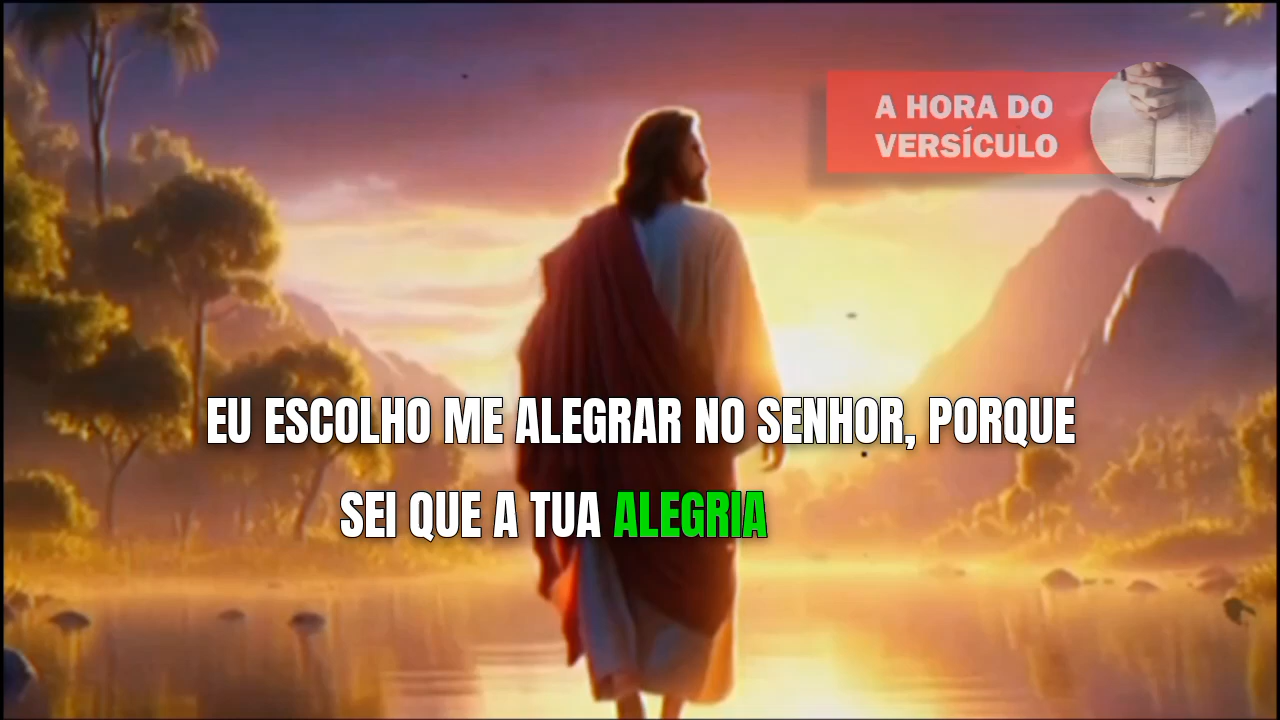 A HORA DO
VERSÍCULO
EU ESCOLHO ME ALEGRAR NO SENHOR, PORQUE
SEI QUE A TUA ALEGRIA